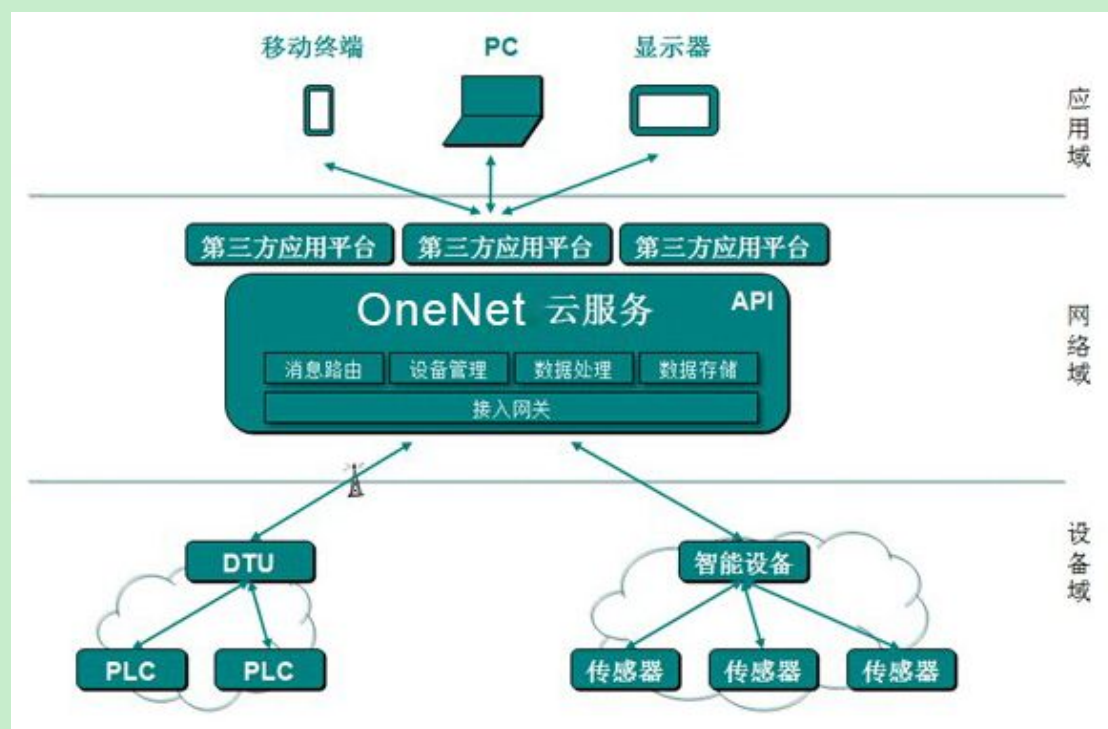 移动终端
PC
显示器
应用域
第三方应用平台
第三方应用平台
第三方应用平台
OneNet 云服务
API
网络域
消息路由
设备管理
数据处理
数据存储
接入网关
设备域
DTU
智能设备
PLC
PLC
传感器
传感器
传感器